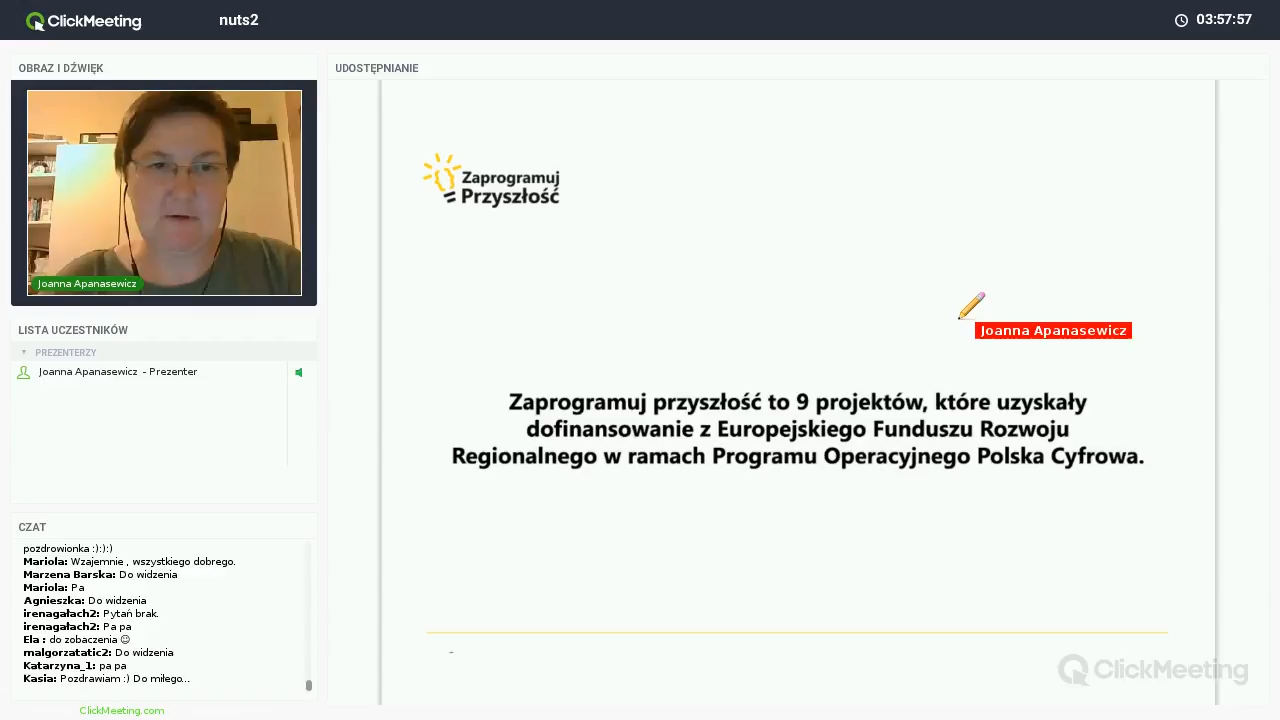 ClickMeeting
nuts2
03:57:57
OBRAZ I DŹWIĘK
Joanna Apanasewicz
LISTA UCZESTNIKÓW
PREZENTERZY
Joanna Apanasewicz - Prezenter
CZAT
pozdrowionka :):):)
Mariola: Wzajemnie , wszystkiego dobrego.
Marzena Barska: Do widzenia
Mariola: Pa
Agnieszka: Do widzenia
irenagałach2: Pytań brak.
irenagałach2: Pa pa
Ela : do zobaczenia ☺
malgorzatatic2: Do widzenia
Katarzyna_1: pa pa
Kasia: Pozdrawiam :) Do miłego...
ClickMeeting.com
UDOSTĘPNIANIE
Zaprogramuj
Przyszłość
Joanna Apanasewicz
Zaprogramuj przyszłość to 9 projektów, które uzyskały
dofinansowanie z Europejskiego Funduszu Rozwoju
Regionalnego w ramach Programu Operacyjnego Polska Cyfrowa.
-
ClickMeeting